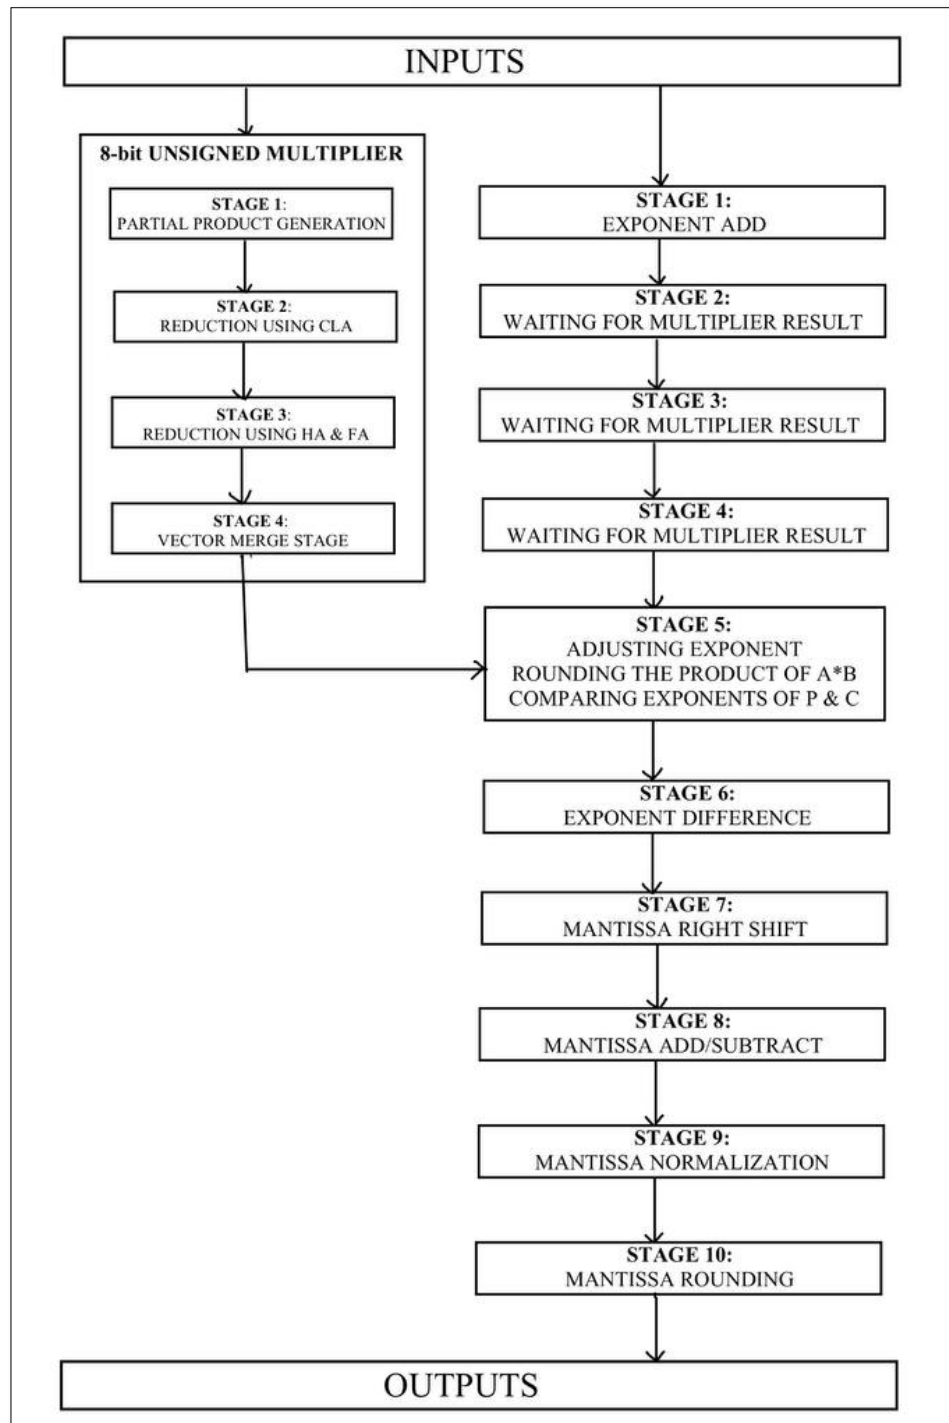 INPUTS
8-bit UNSIGNED MULTIPLIER
STAGE 1:
PARTIAL PRODUCT GENERATION
STAGE 2:
REDUCTION USING CLA
STAGE 3:
REDUCTION USING HA & FA
STAGE 4:
VECTOR MERGE STAGE
STAGE 1:
EXPONENT ADD
STAGE 2:
WAITING FOR MULTIPLIER RESULT
STAGE 3:
WAITING FOR MULTIPLIER RESULT
STAGE 4:
WAITING FOR MULTIPLIER RESULT
STAGE 5:
ADJUSTING EXPONENT
ROUNDING THE PRODUCT OF A*B
COMPARING EXPONENTS OF P & C
STAGE 6:
EXPONENT DIFFERENCE
STAGE 7:
MANTISSA RIGHT SHIFT
STAGE 8:
MANTISSA ADD/SUBTRACT
STAGE 9:
MANTISSA NORMALIZATION
STAGE 10:
MANTISSA ROUNDING
OUTPUTS